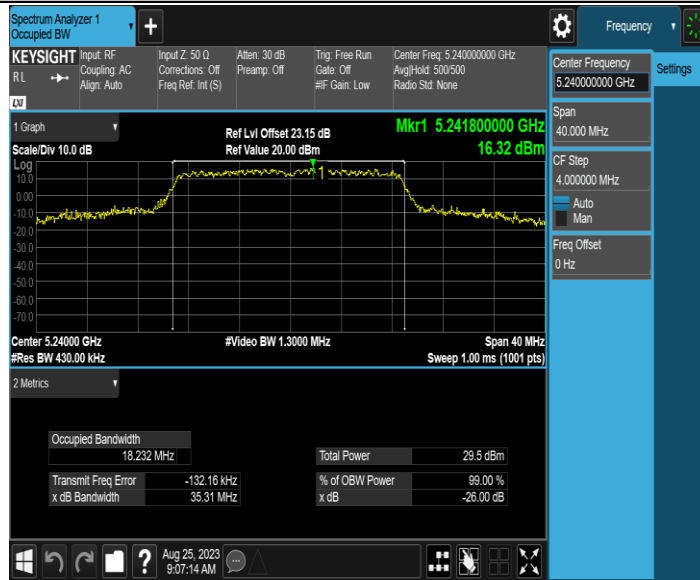 Spectrum Analyzer 1
Occupied BW
+
Frequency
KEYSIGHT
RL
LXI
Input: RF
Coupling: AC
Align: Auto
Input Z: 50 Ω
Corrections: Off
Freq Ref: Int (S)
Atten: 30 dB
Preamp: Off
Trig: Free Run
Gate: Off
#IF Gain: Low
Center Freq: 5.240000000 GHz
Avg|Hold: 500/500
Radio Std: None
Center Frequency
5.240000000 GHz
Settings
Span
40.000 MHz
CF Step
4.000000 MHz
Auto
Man
Freq Offset
0 Hz
1 Graph
Scale/Div 10.0 dB
Ref Lvl Offset 23.15 dB
Ref Value 20.00 dBm
Mkr1 5.241800000 GHz
16.32 dBm
Log
10.0
0.00
-10.0
-20.0
-30.0
-40.0
-50.0
-60.0
-70.0
1
Center 5.24000 GHz
#Video BW 1.3000 MHz
Span 40 MHz
#Res BW 430.00 kHz
Sweep 1.00 ms (1001 pts)
2 Metrics
Occupied Bandwidth
18.232 MHz
Total Power 29.5 dBm
Transmit Freq Error -132.16 kHz
% of OBW Power 99.00 %
x dB Bandwidth 35.31 MHz
x dB -26.00 dB
?
Aug 25, 2023
9:07:14 AM